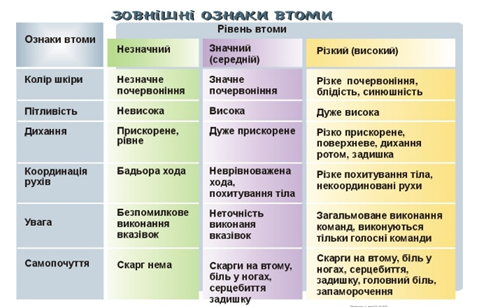 ЗОВНІШНІ ОЗНАКИ ВТОМИ
Ознаки втоми
Рівень втоми
Незначний
Значний
(середній)
Різкий (високий)
Колір шкіри
Незначне
почервоніння
Значне
почервоніння
Різке почервоніння,
блідість, синюшність
Пітливість
Невисока
Висока
Дуже висока
Дихання
Прискорене,
рівне
Дуже прискорене
Різко прискорене,
поверхневе, дихання
ротом, задишка
Координація
рухів
Бадьора хода
Неврівноважена
хода,
похитування тіла
Різке похитування тіла,
некоординовані рухи
Увага
Безпомилкове
виконання
вказівок
Неточність
виконаня
вказівок
Загальмоване виконання
команд, виконуються
тільки голосні команди
Самопочуття
Скарг нема
Скарги на втому,
біль у ногах,
серцебиття
задишку
Скарги на втому, біль у
ногах, серцебиття,
задишку, головний біль,
запаморочення